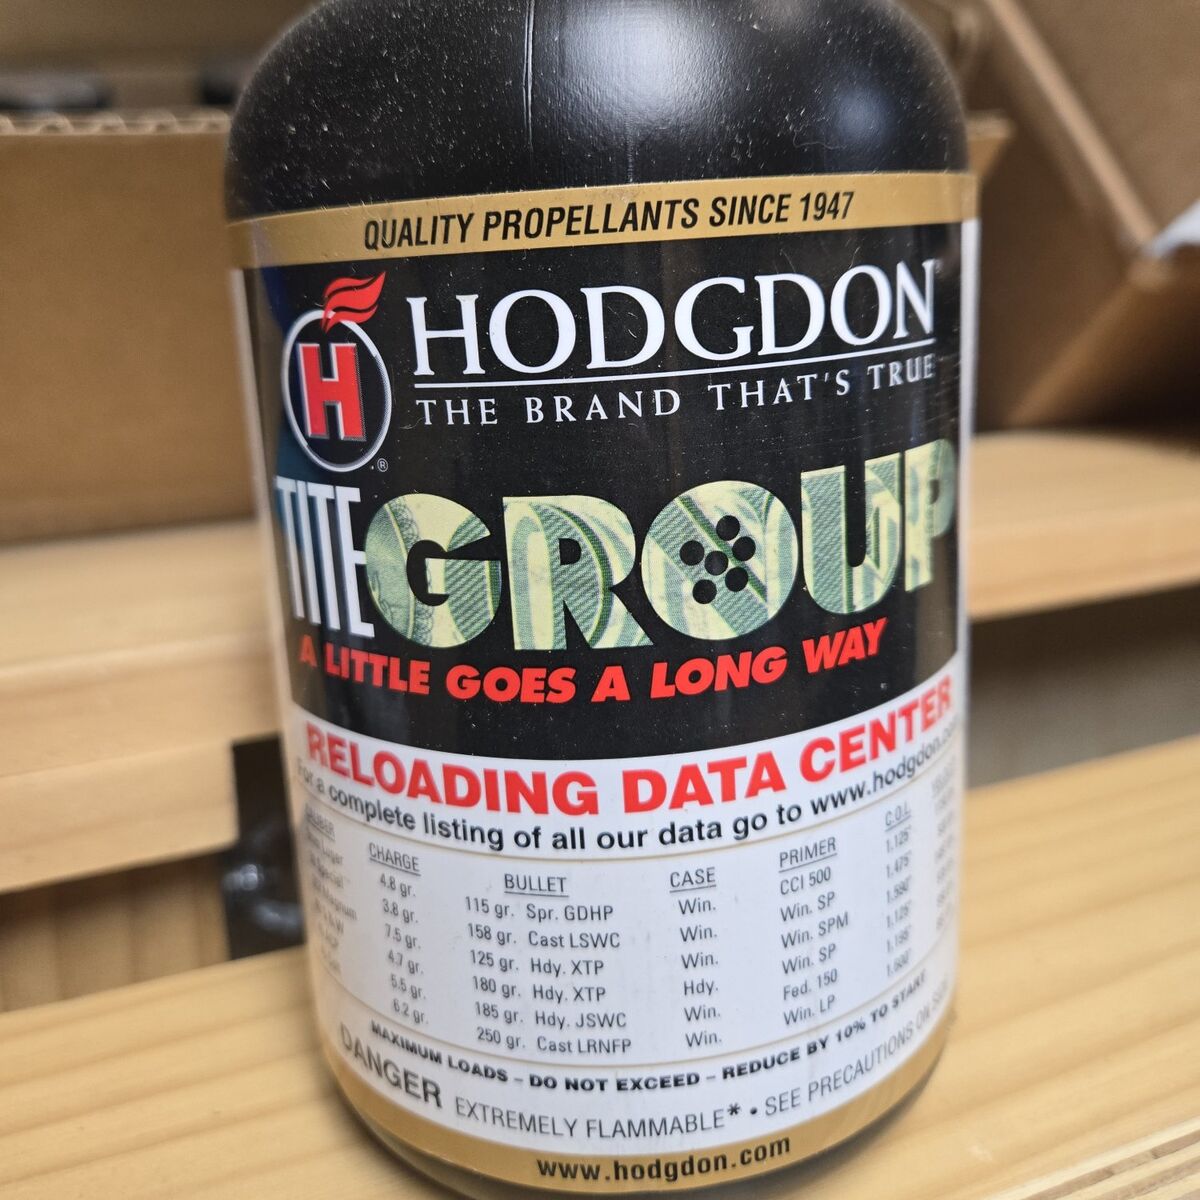 QUALITY PROPELLANTS SINCE 1947
H
®
HODGDON
THE BRAND THAT'S TRUE
TITEGROUP
A LITTLE GOES A LONG WAY
RELOADING DATA CENTER
For a complete listing of all our data go to www.hodgdon.
CHARGE BULLET CASE PRIMER C.O.L.
4.8 gr. 115 gr. Spr. GDHP Win. CCI 500 1.125"
3.8 gr. 158 gr. Cast LSWC Win. Win. SP 1.475"
7.5 gr. 125 gr. Hdy. XTP Win. Win. SPM 1.590"
4.7 gr. 180 gr. Hdy. XTP Hdy. Win. SP 1.125"
5.5 gr. 185 gr. Hdy. JSWC Win. Fed. 150
6.2 gr. 250 gr. Cast LRNFP Win. Win. LP 1.600"
MAXIMUM LOADS – DO NOT EXCEED – REDUCE BY 10% TO START
DANGER EXTREMELY FLAMMABLE* • SEE PRECAUTIONS ON
www.hodgdon.com